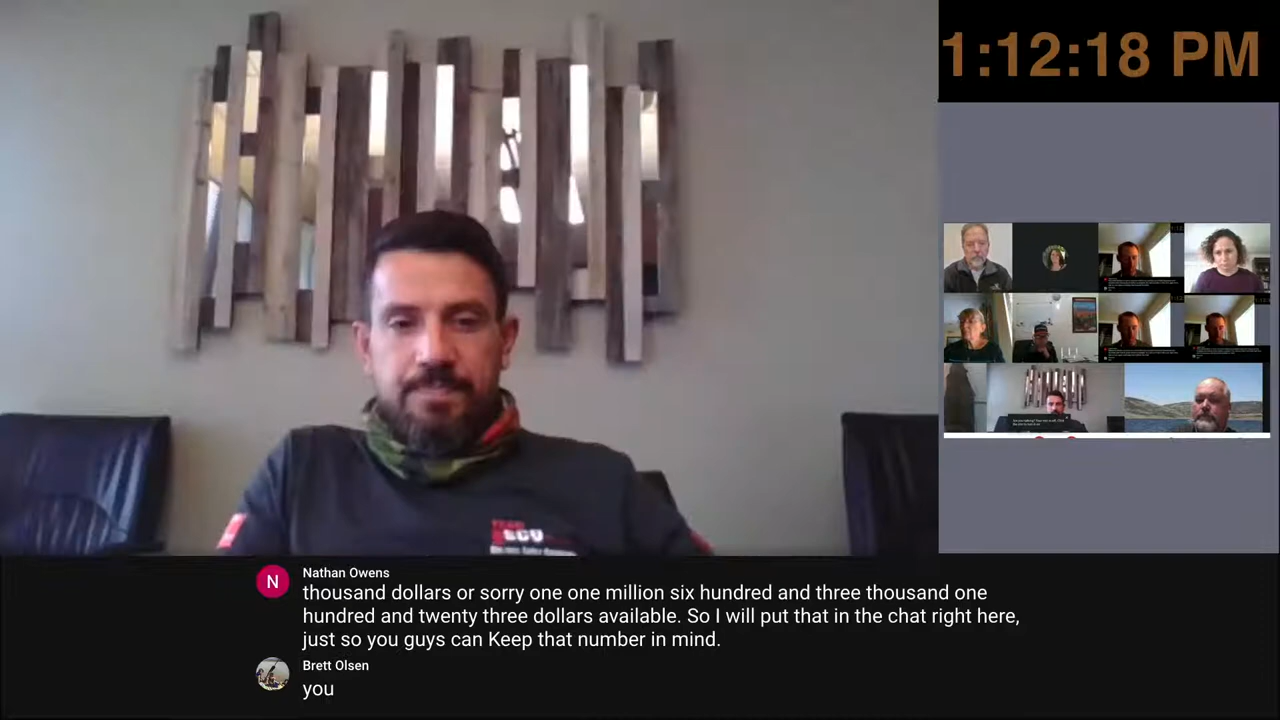 1:12:18 PM
TEAM
SCU
N
Nathan Owens
thousand dollars or sorry one one million six hundred and three thousand one
hundred and twenty three dollars available. So I will put that in the chat right here,
just so you guys can Keep that number in mind.
Brett Olsen
you